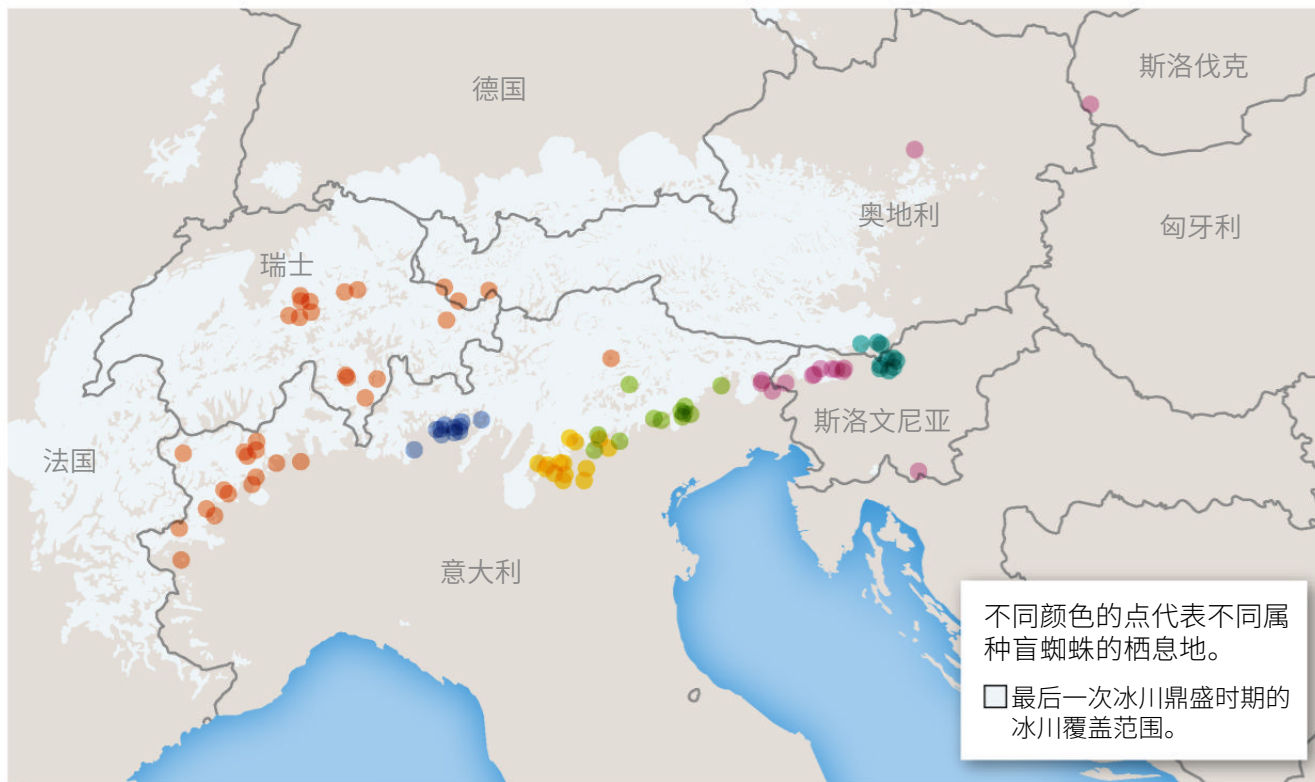 德国
斯洛伐克
奥地利
匈牙利
瑞士
斯洛文尼亚
法国
意大利
不同颜色的点代表不同属
种盲蜘蛛的栖息地。
最后一次冰川鼎盛时期的
冰川覆盖范围。